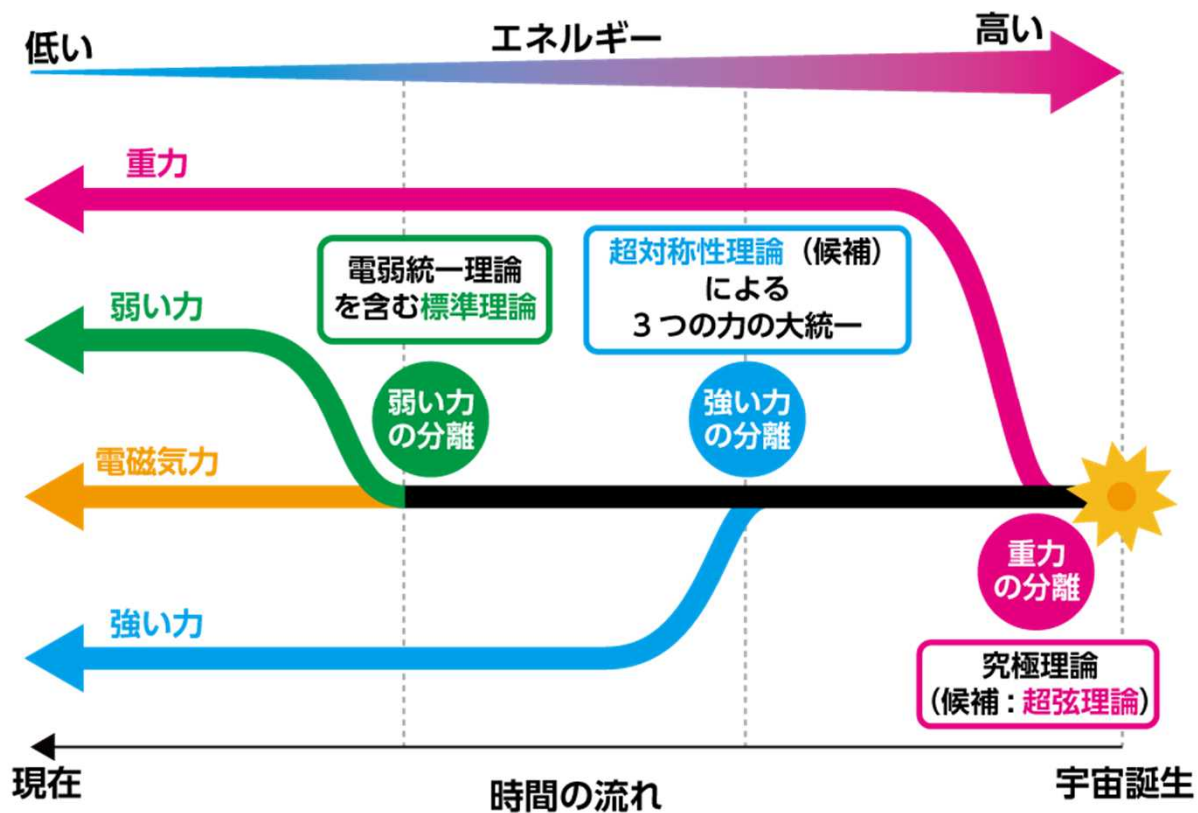 低い
エネルギー
高い
重力
弱い力
電弱統一理論
を含む標準理論
超対称性理論（候補）
による
３つの力の大統一
弱い力
の分離
強い力
の分離
電磁気力
重力
の分離
強い力
究極理論
（候補：超弦理論）
現在
時間の流れ
宇宙誕生